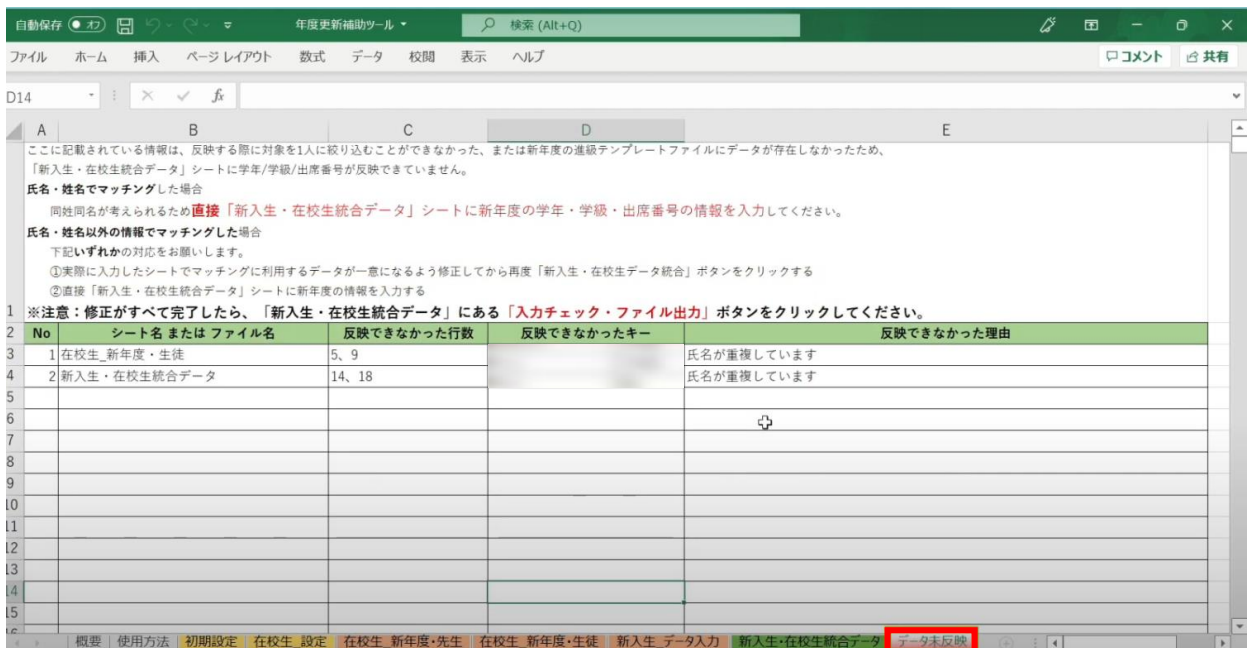 自動保存 オフ 年度更新補助ツール 検索 (Alt+Q)
ファイル ホーム 挿入 ページ レイアウト 数式 データ 校閲 表示 ヘルプ コメント 共有
D14 fx
A B C D E
ここに記載されている情報は、反映する際に対象を1人に絞り込むことができなかった、または新年度の進級テンプレートファイルにデータが存在しなかったため、
「新入生・在校生統合データ」シートに学年/学級/出席番号が反映できていません。
氏名・姓名でマッチングした場合
同姓同名が考えられるため直接「新入生・在校生統合データ」シートに新年度の学年・学級・出席番号の情報を入力してください。
氏名・姓名以外の情報でマッチングした場合
下記いずれかの対応をお願いします。
①実際に入力したシートでマッチングに利用するデータが一意になるよう修正してから再度「新入生・在校生データ統合」ボタンをクリックする
②直接「新入生・在校生統合データ」シートに新年度の情報を入力する
1 ※注意：修正がすべて完了したら、「新入生・在校生統合データ」にある「入力チェック・ファイル出力」ボタンをクリックしてください。
2 No シート名 または ファイル名 反映できなかった行数 反映できなかったキー 反映できなかった理由
3 1 在校生_新年度・生徒 5、9 氏名が重複しています
4 2 新入生・在校生統合データ 14、18 氏名が重複しています
5
6
7
8
9
10
11
12
13
14
15
概要 使用方法 初期設定 在校生_設定 在校生_新年度・先生 在校生_新年度・生徒 新入生_データ入力 新入生・在校生統合データ データ未反映